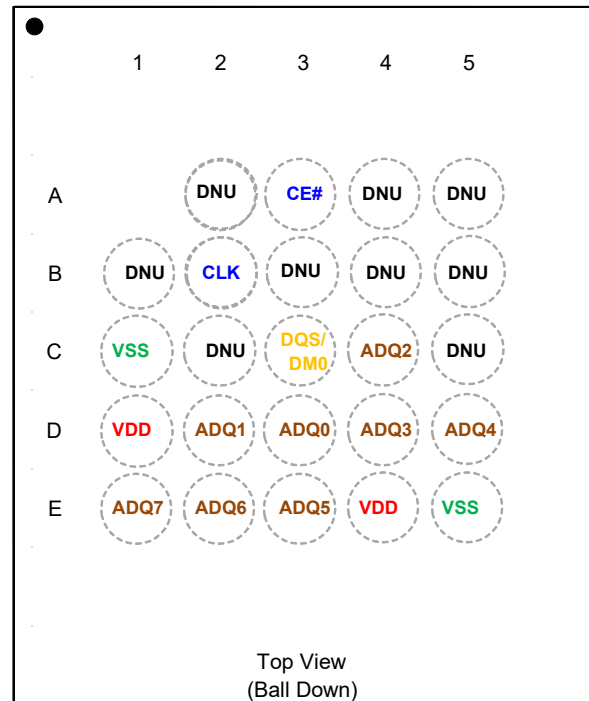 1 2 3 4 5
A DNU CE# DNU DNU
B DNU CLK DNU DNU DNU
C VSS DNU DQS/ DM0 ADQ2 DNU
D VDD ADQ1 ADQ0 ADQ3 ADQ4
E ADQ7 ADQ6 ADQ5 VDD VSS
Top View
(Ball Down)